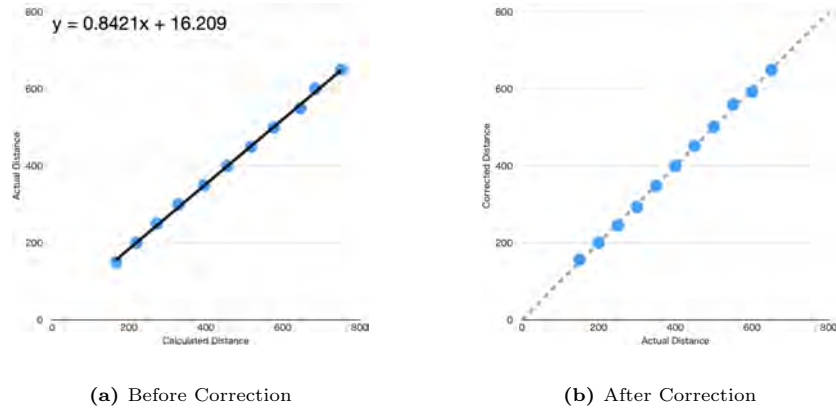 800
y = 0.8421x + 16.209
600
400
200
0
Actual Distance
0
200
400
600
800
Calculated Distance
(a) Before Correction
800
600
400
200
0
Corrected Distance
0
200
400
600
800
Actual Distance
(b) After Correction